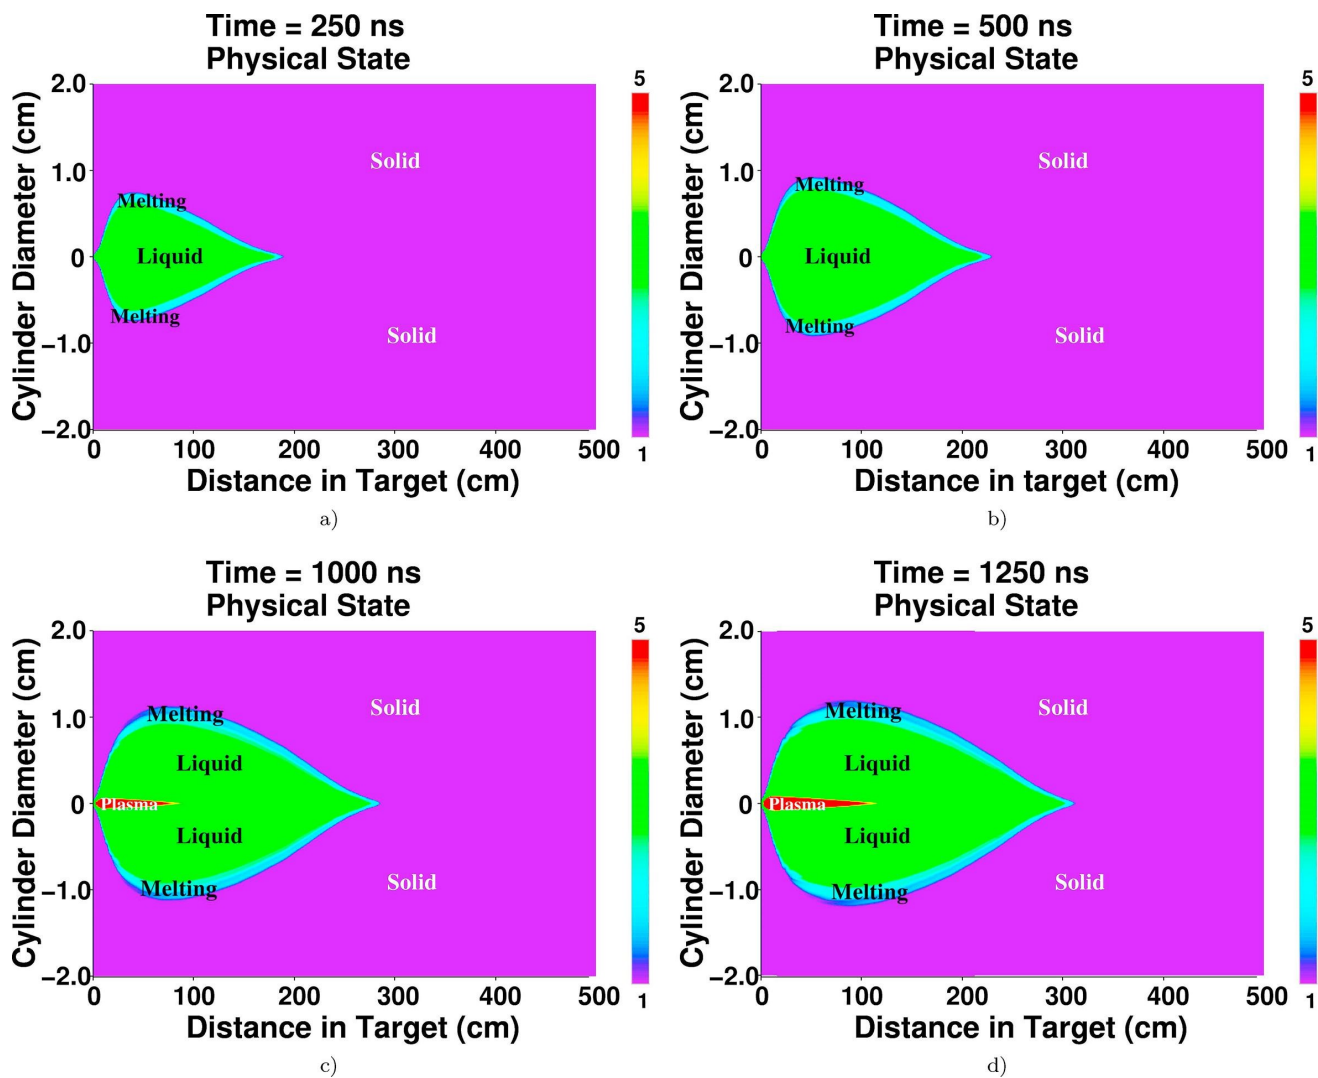 Time = 250 ns
Physical State
2.0
1.0
0
−1.0
−2.0
Cylinder Diameter (cm)
Melting
Liquid
Melting
Solid
Solid
0 100 200 300 400 500
Distance in Target (cm)
5
1
a)
Time = 500 ns
Physical State
2.0
1.0
0
−1.0
−2.0
Cylinder Diameter (cm)
Melting
Liquid
Melting
Solid
Solid
0 100 200 300 400 500
Distance in target (cm)
5
1
b)
Time = 1000 ns
Physical State
2.0
1.0
0
−1.0
−2.0
Cylinder Diameter (cm)
Melting
Liquid
Plasma
Liquid
Melting
Solid
Solid
0 100 200 300 400 500
Distance in Target (cm)
5
1
c)
Time = 1250 ns
Physical State
2.0
1.0
0
−1.0
−2.0
Cylinder Diameter (cm)
Melting
Liquid
Plasma
Liquid
Melting
Solid
Solid
0 100 200 300 400 500
Distance in Target (cm)
5
1
d)